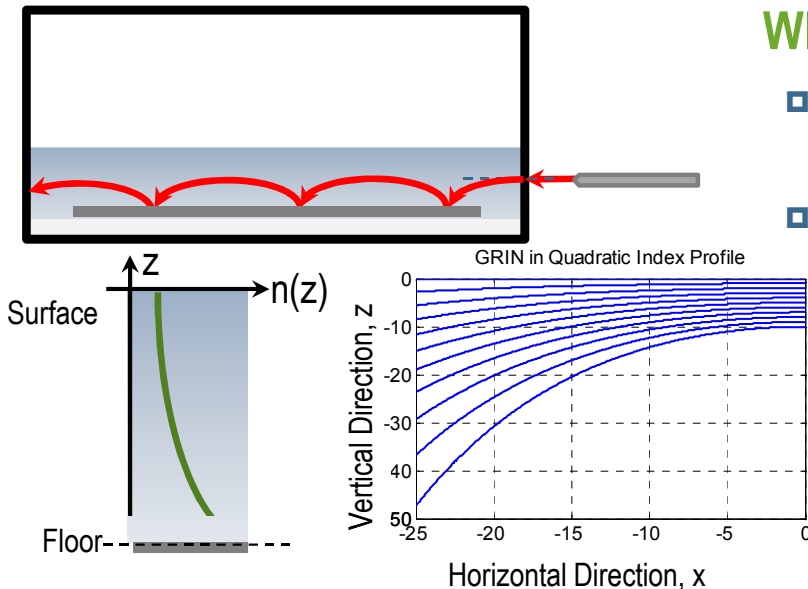 z
n(z)
Surface
Floor
GRIN in Quadratic Index Profile
0
-10
-20
-30
40
50
-25
-20
-15
-10
-5
0
Vertical Direction, z
Horizontal Direction, x